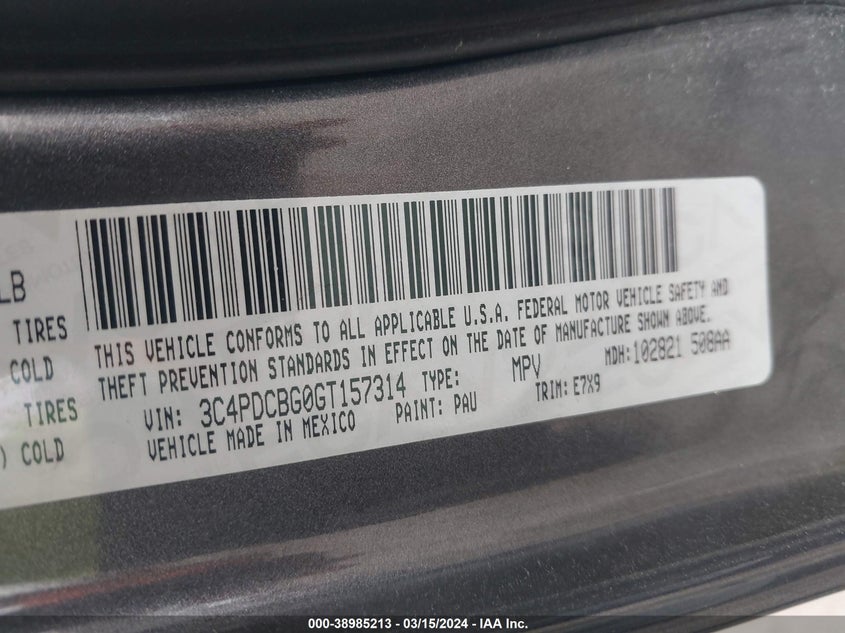 LB
TIRES
COLD
TIRES
) COLD
THIS VEHICLE CONFORMS TO ALL APPLICABLE U.S.A. FEDERAL MOTOR VEHICLE SAFETY AND
THEFT PREVENTION STANDARDS IN EFFECT ON THE DATE OF MANUFACTURE SHOWN ABOVE.
VIN: 3C4PDCBG0GT157314 TYPE: MPV MDH:102821 508AA
VEHICLE MADE IN MEXICO PAINT: PAU TRIM: E7X9
000-38985213 - 03/15/2024 - IAA Inc.